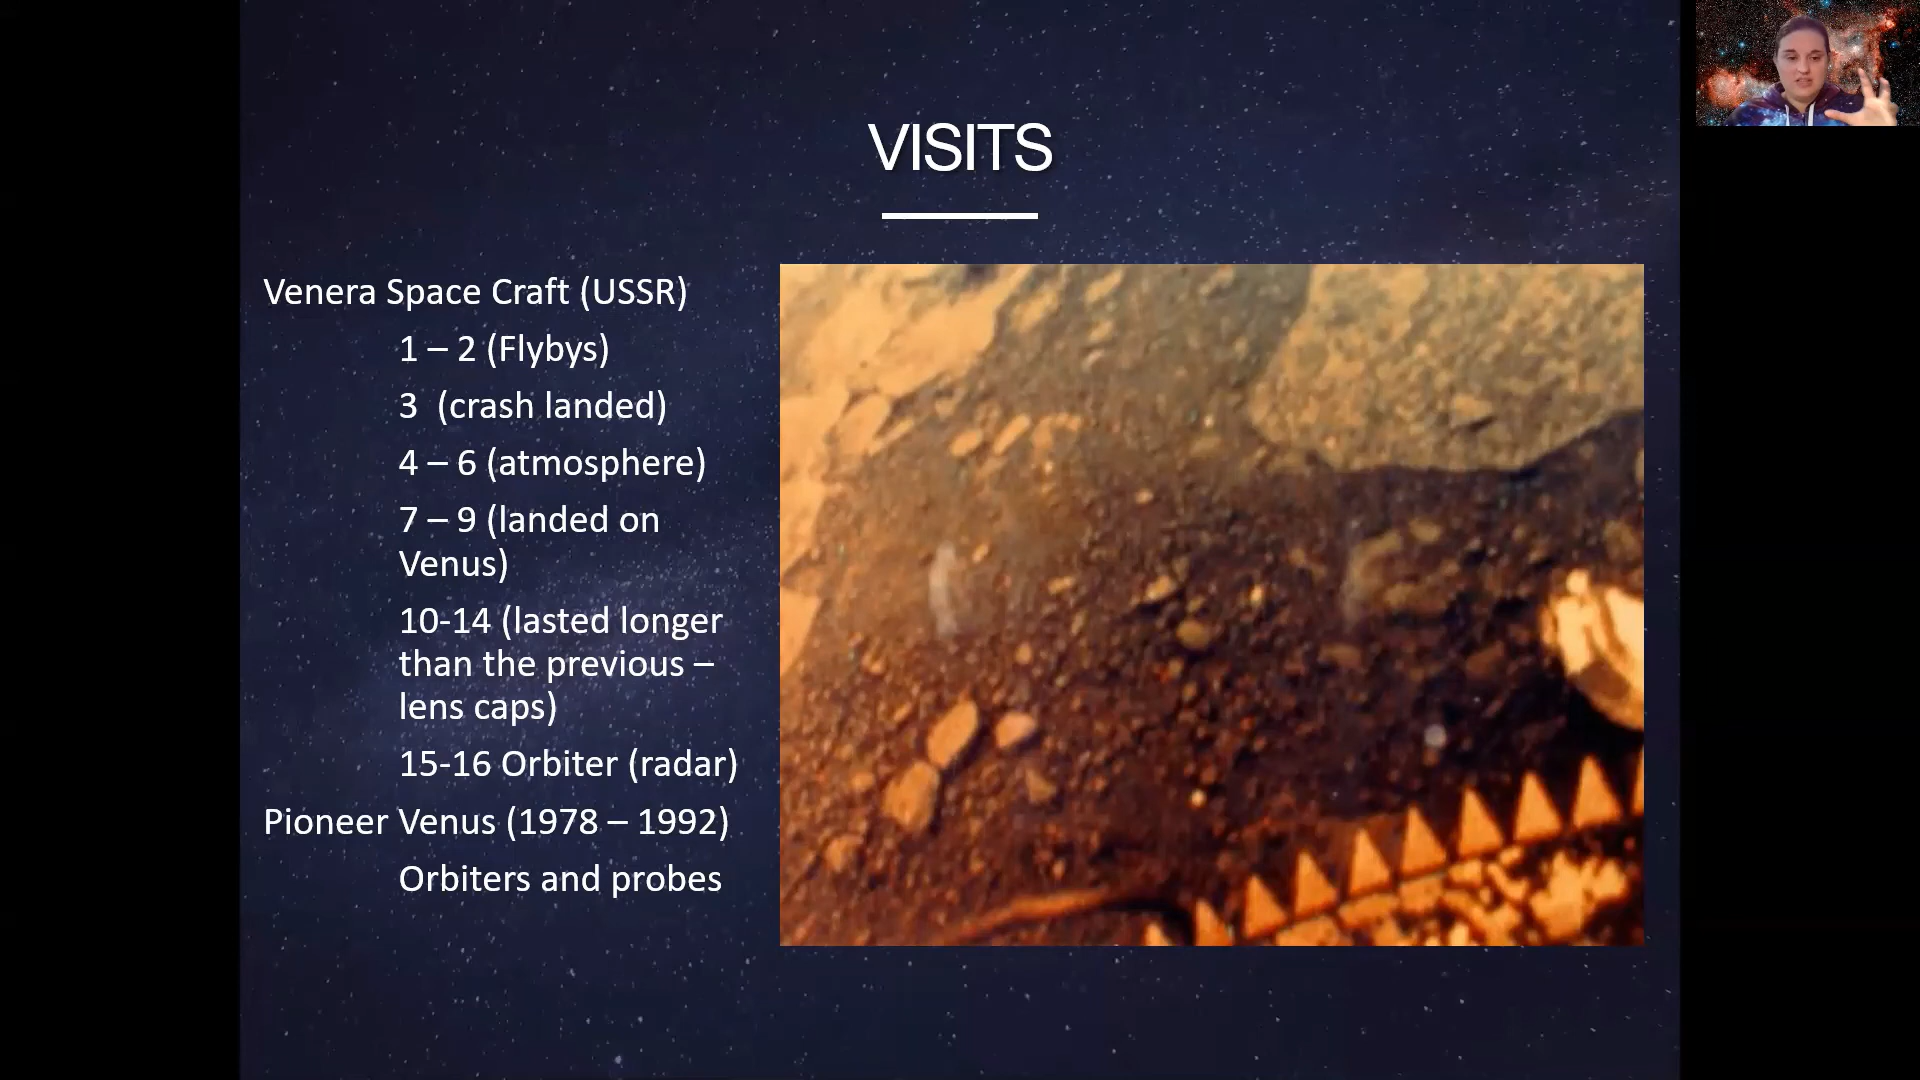 VISITS
Venera Space Craft (USSR)
1 – 2 (Flybys)
3  (crash landed)
4 – 6 (atmosphere)
7 – 9 (landed on
Venus)
10-14 (lasted longer
than the previous –
lens caps)
15-16 Orbiter (radar)
Pioneer Venus (1978 – 1992)
Orbiters and probes